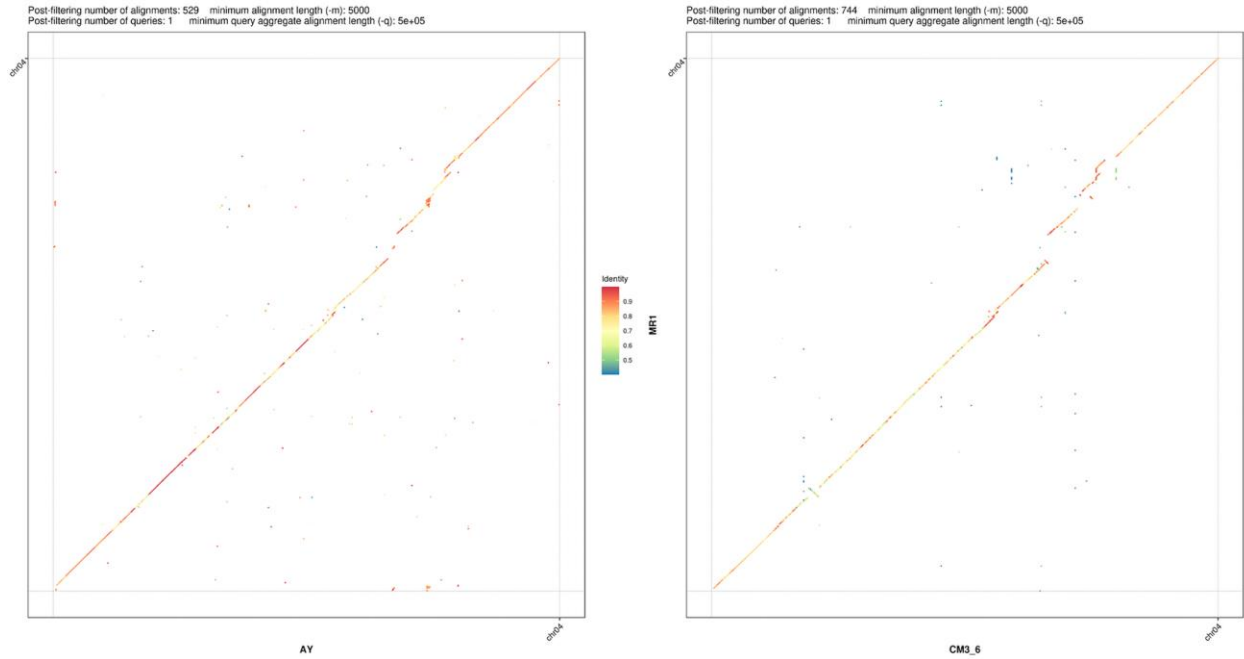 Post-filtering number of alignments: 529 minimum alignment length (-m): 5000
Post-filtering number of queries: 1 minimum query aggregate alignment length (-q): 5e+05
chr04
chr04
AY
Identity
0.9
0.8
0.7
0.6
0.5
Post-filtering number of alignments: 744 minimum alignment length (-m): 5000
Post-filtering number of queries: 1 minimum query aggregate alignment length (-q): 5e+05
chr04
MR1
chr04
CM3_6